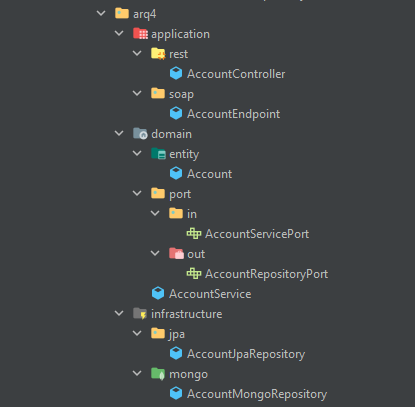 arq4
application
rest
AccountController
soap
AccountEndpoint
domain
entity
Account
port
in
AccountServicePort
out
AccountRepositoryPort
AccountService
infrastructure
jpa
AccountJpaRepository
mongo
AccountMongoRepository